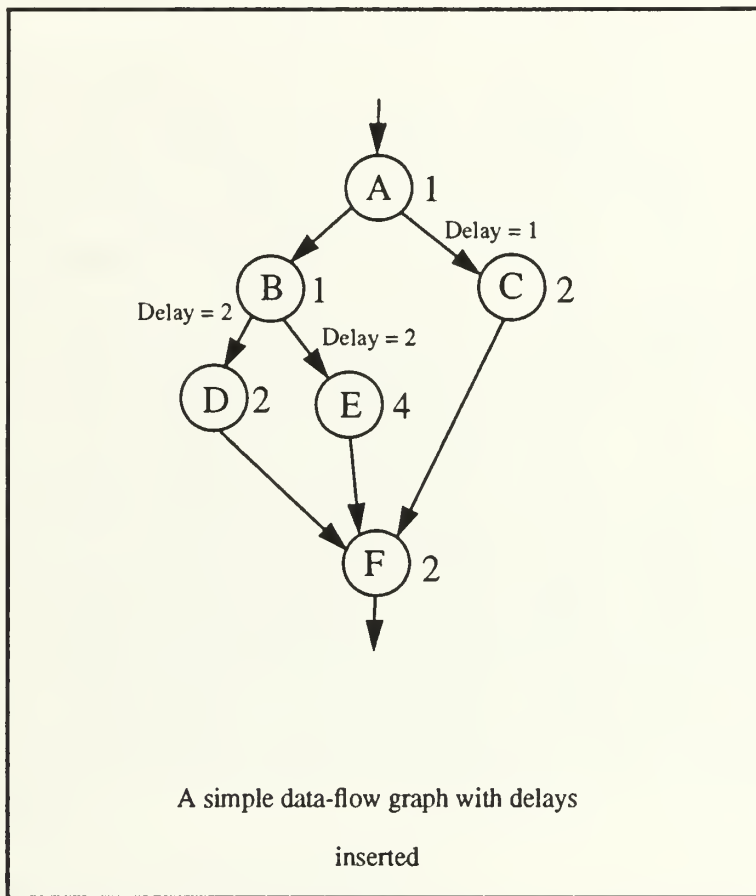 A 1
Delay = 1
B 1
C 2
Delay = 2
Delay = 2
D 2
E 4
F 2
A simple data-flow graph with delays
inserted